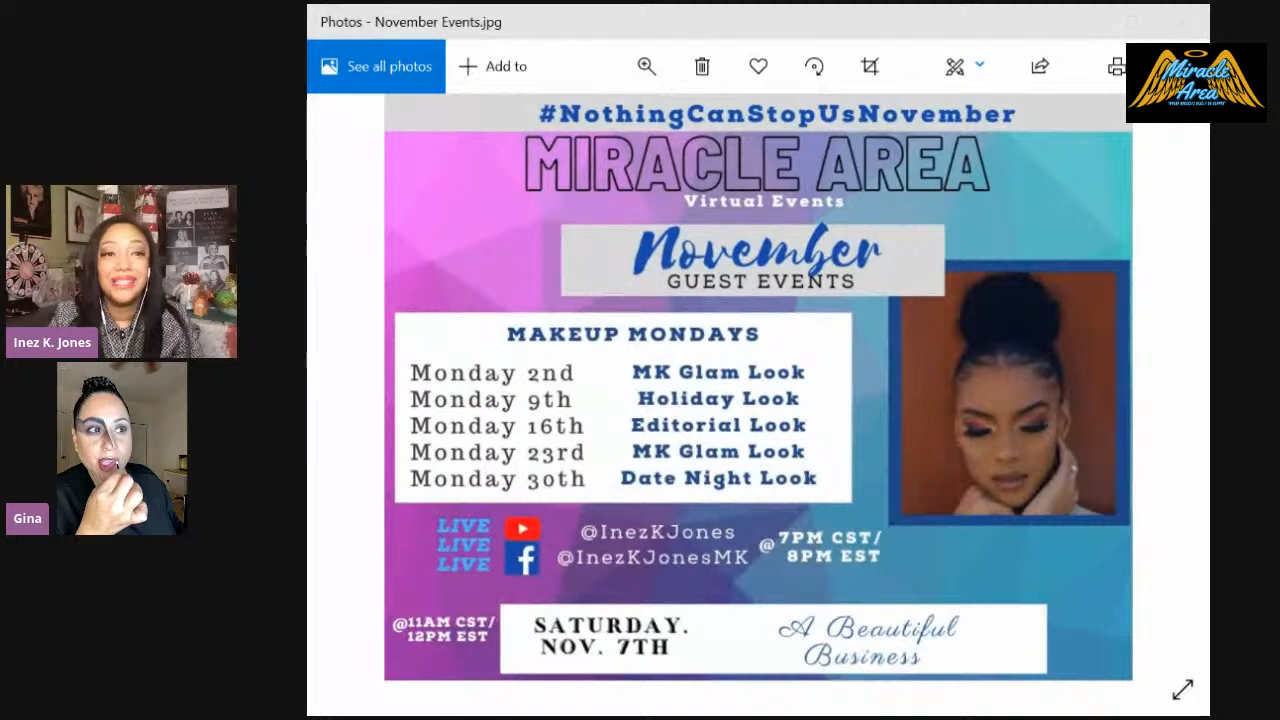 Photos - November Events.jpg
See all photos
Add to
Miracle
Area
#NothingCanStopUsNovember
MIRACLE AREA
Virtual Events
November
GUEST EVENTS
MAKEUP MONDAYS
Monday 2nd MK Glam Look
Monday 9th Holiday Look
Monday 16th Editorial Look
Monday 23rd MK Glam Look
Monday 30th Date Night Look
LIVE
LIVE
LIVE
@InezKJones
@InezKJonesMK
@7PM CST/
8PM EST
@11AM CST/
12PM EST
SATURDAY.
NOV. 7TH
A Beautiful
Business
Inez K. Jones
Gina